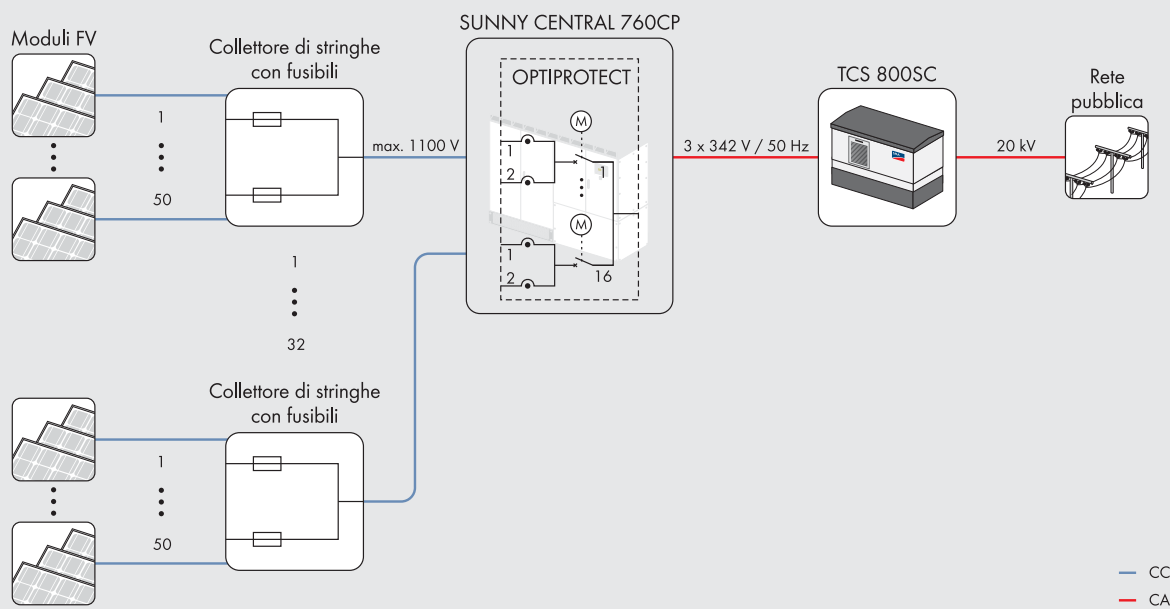 SUNNY CENTRAL 760CP
Moduli FV
Collettore di stringhe
con fusibili
OPTIPROTECT
TCS 800SC
Rete
pubblica
1
50
max. 1100 V
M
1
2
1
3 x 342 V / 50 Hz
20 kV
M
1
2
16
1
32
Collettore di stringhe
con fusibili
1
50
CC
CA